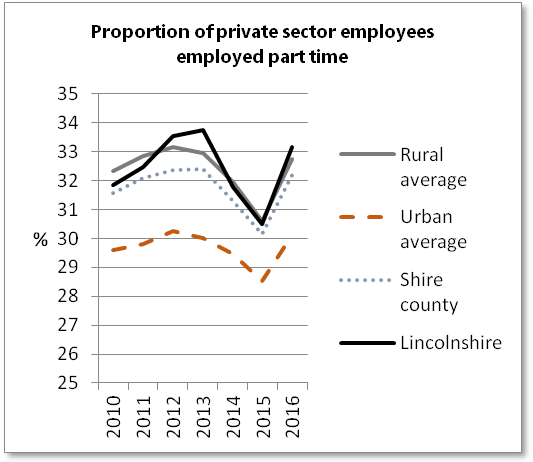 Proportion of private sector employees
employed part time
35
34
33
32
31
30
29
28
27
26
25
%
2010
2011
2012
2013
2014
2015
2016
Rural
average
Urban
average
Shire
county
Lincolnshire